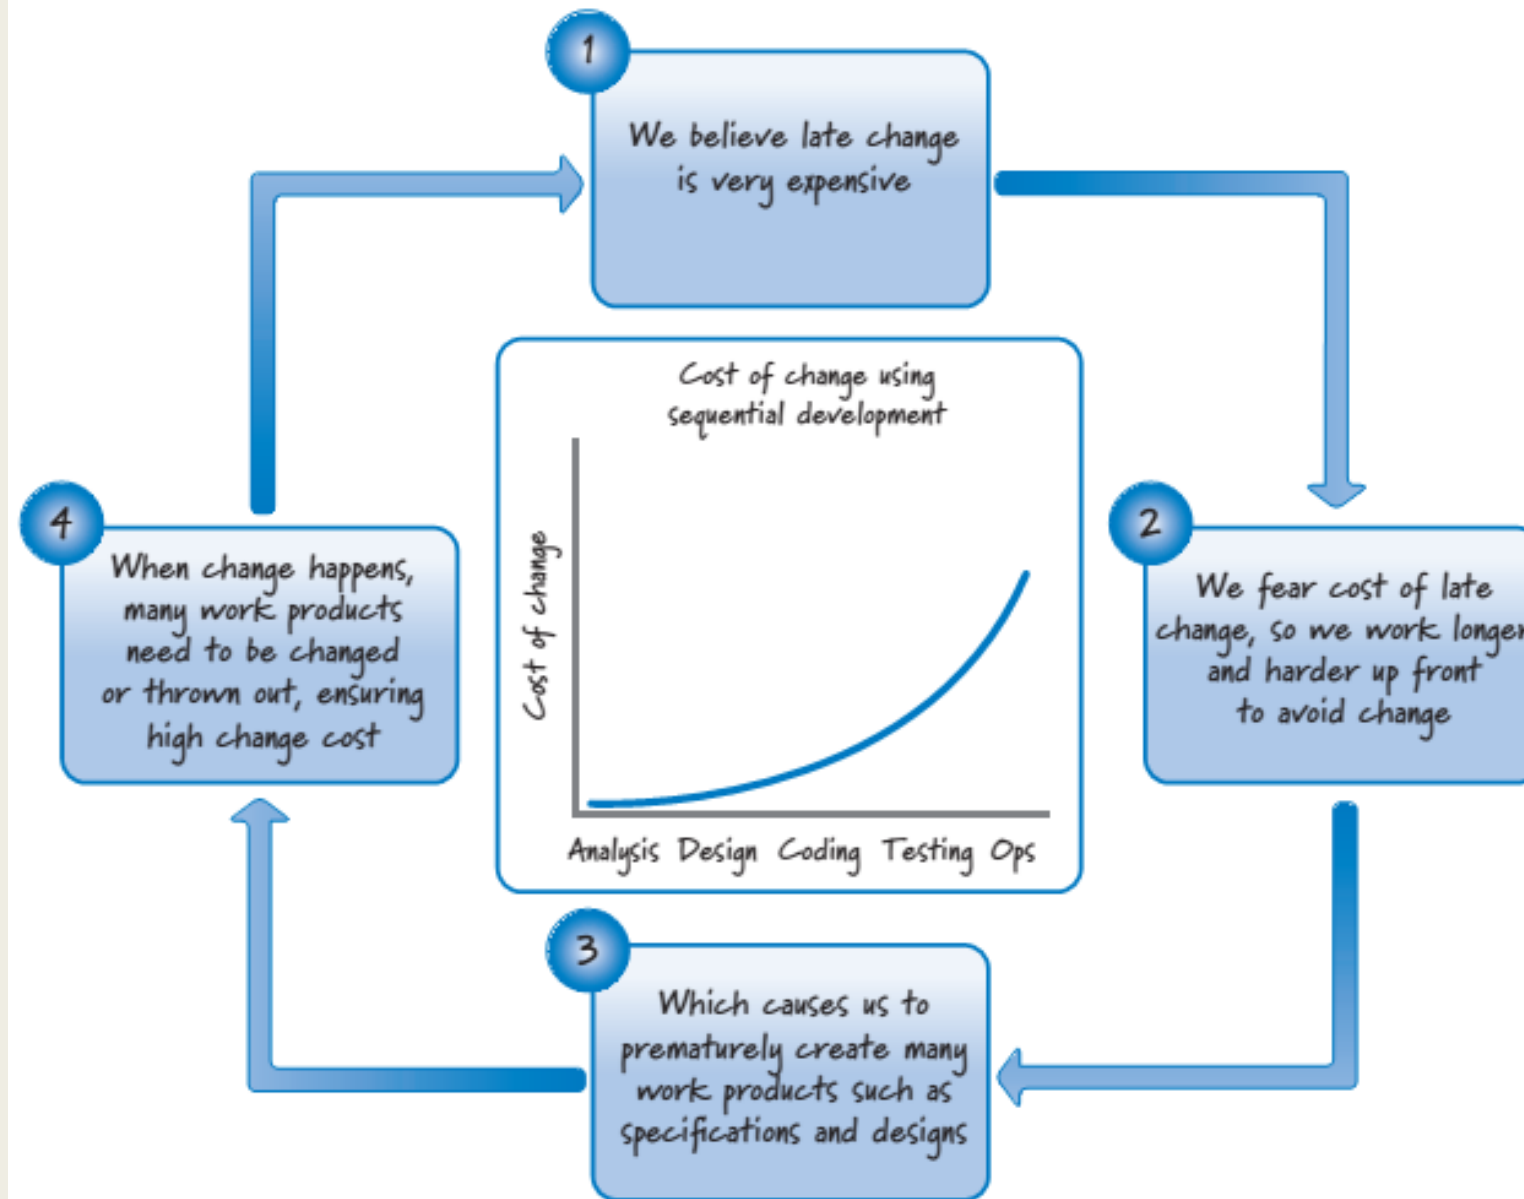 1
We believe late change
is very expensive
Cost of change using
sequential development
Cost of change
Analysis Design Coding Testing Ops
2
We fear cost of late
change, so we work longer
and harder up front
to avoid change
3
Which causes us to
prematurely create many
work products such as
specifications and designs
4
When change happens,
many work products
need to be changed
or thrown out, ensuring
high change cost